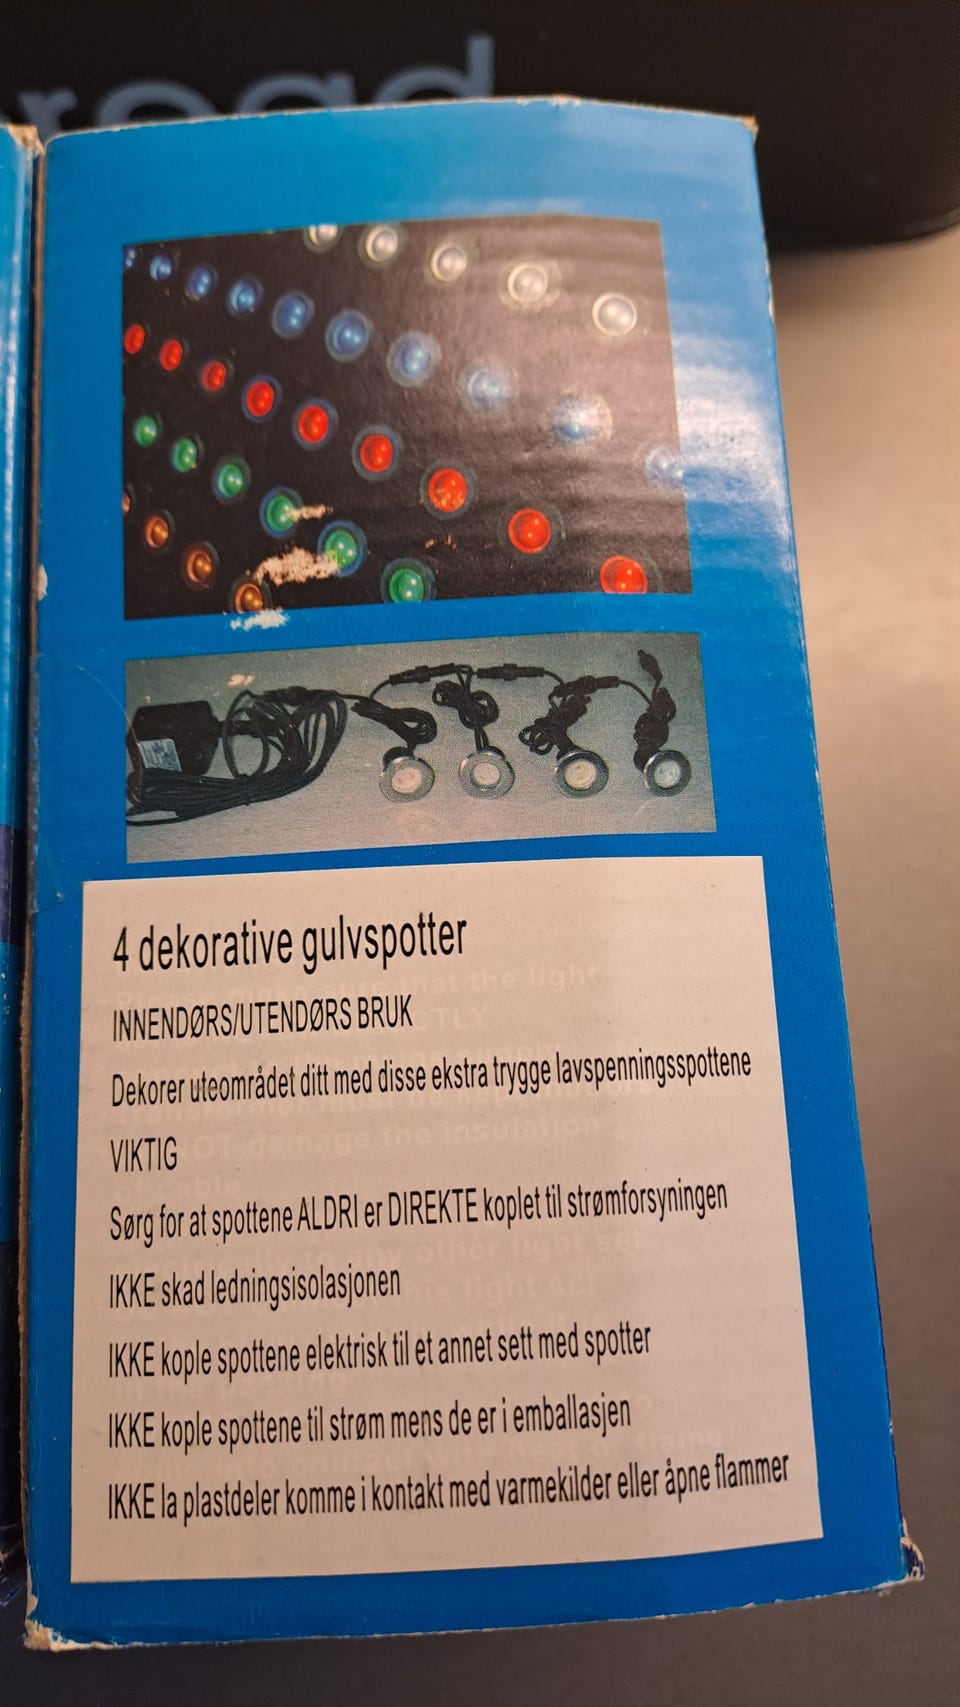 4 dekorative gulvspotter
INNENDØRS/UTENDØRS BRUK
Dekorer uteområdet ditt med disse ekstra trygge lavspenningsspottene
VIKTIG
Sørg for at spottene ALDRI er DIREKTE koplet til strømforsyningen
IKKE skad ledningsisolasjonen
IKKE kople spottene elektrisk til et annet sett med spotter
IKKE kople spottene til strøm mens de er i emballasjen
IKKE la plastdeler komme i kontakt med varmekilder eller åpne flammer